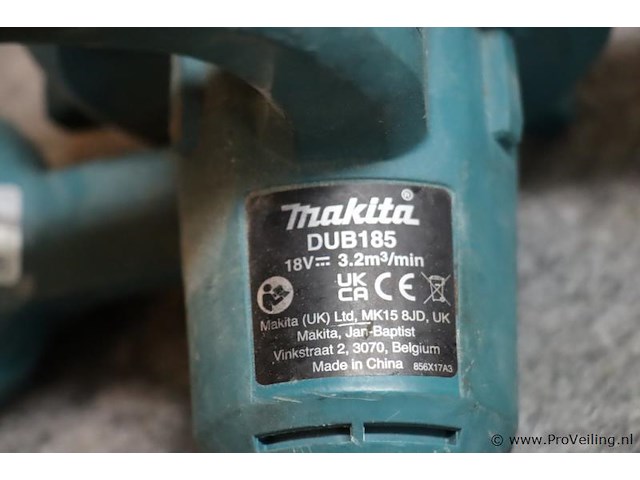 makita®
DUB185
18V⎓ 3.2m³/min
UK
CA CE
Makita (UK) Ltd, MK15 8JD, UK
Makita, Jan-Baptist
Vinkstraat 2, 3070, Belgium
Made in China 856X17A3
© www.ProVeiling.nl